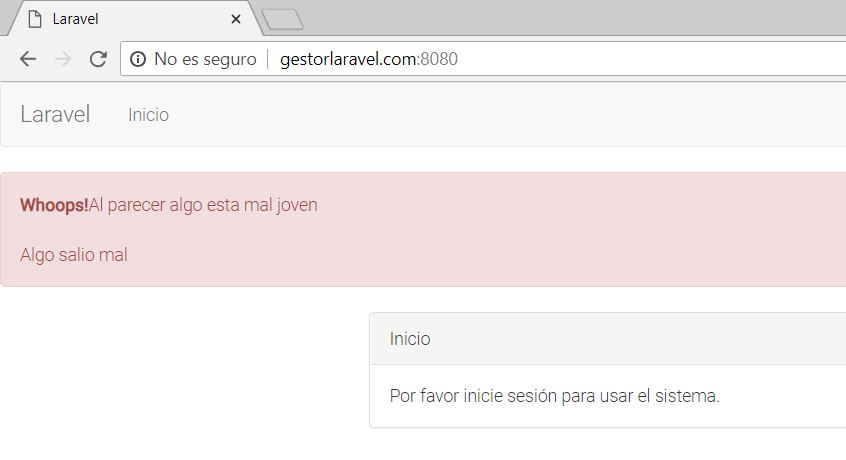 Laravel
No es seguro | gestorlaravel.com:8080
Laravel Inicio
Whoops!Al parecer algo esta mal joven
Algo salio mal
Inicio
Por favor inicie sesión para usar el sistema.